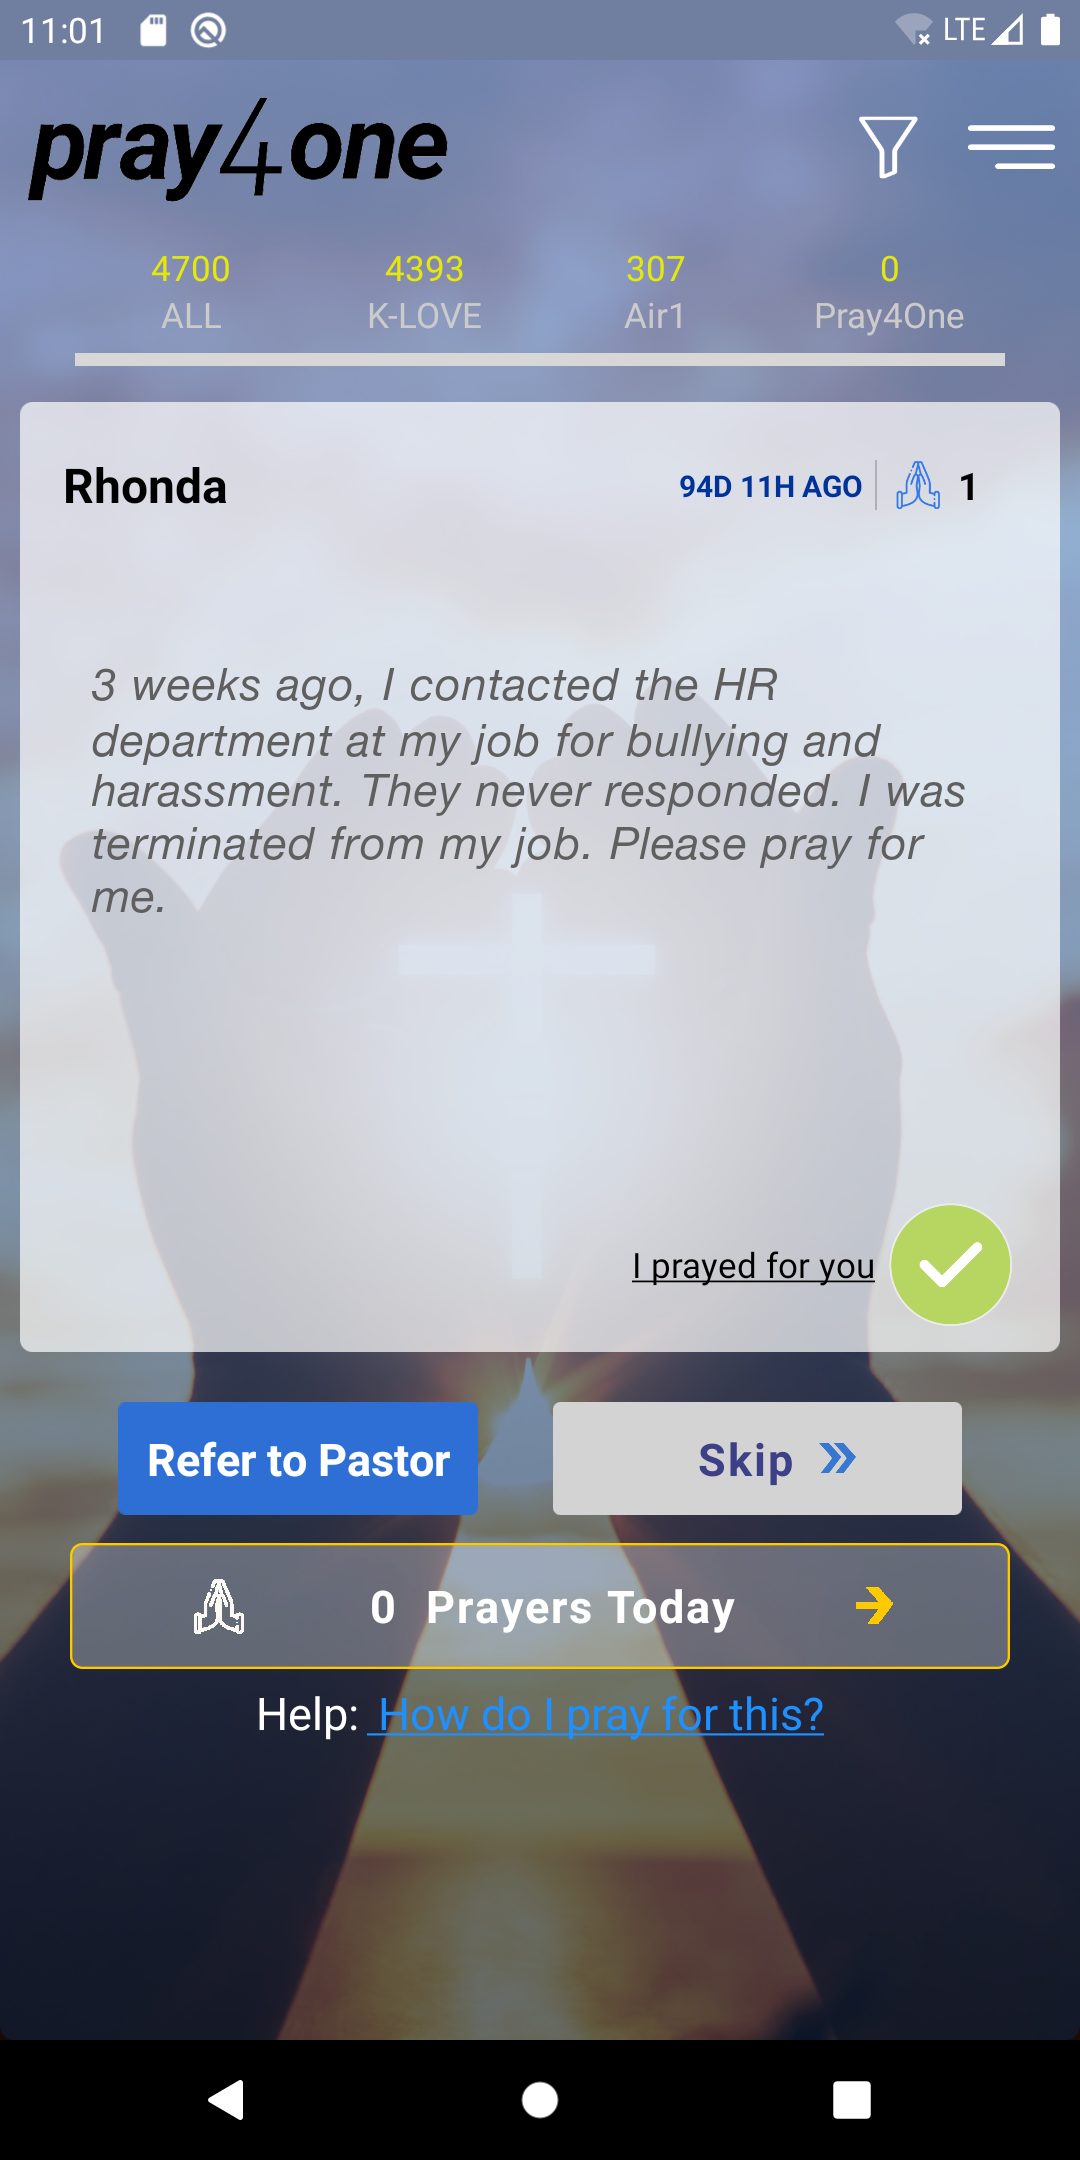 11:01
LTE
pray4one
4700 4393 307 0
ALL K-LOVE Air1 Pray4One
Rhonda 94D 11H AGO 1
3 weeks ago, I contacted the HR
department at my job for bullying and
harassment. They never responded. I was
terminated from my job. Please pray for
me.
I prayed for you
Refer to Pastor Skip
0 Prayers Today
Help: How do I pray for this?